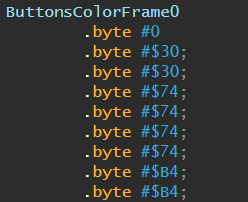 ButtonsColorFrame0
.byte #0
.byte #$30;
.byte #$30;
.byte #$74;
.byte #$74;
.byte #$74;
.byte #$74;
.byte #$B4;
.byte #$B4;